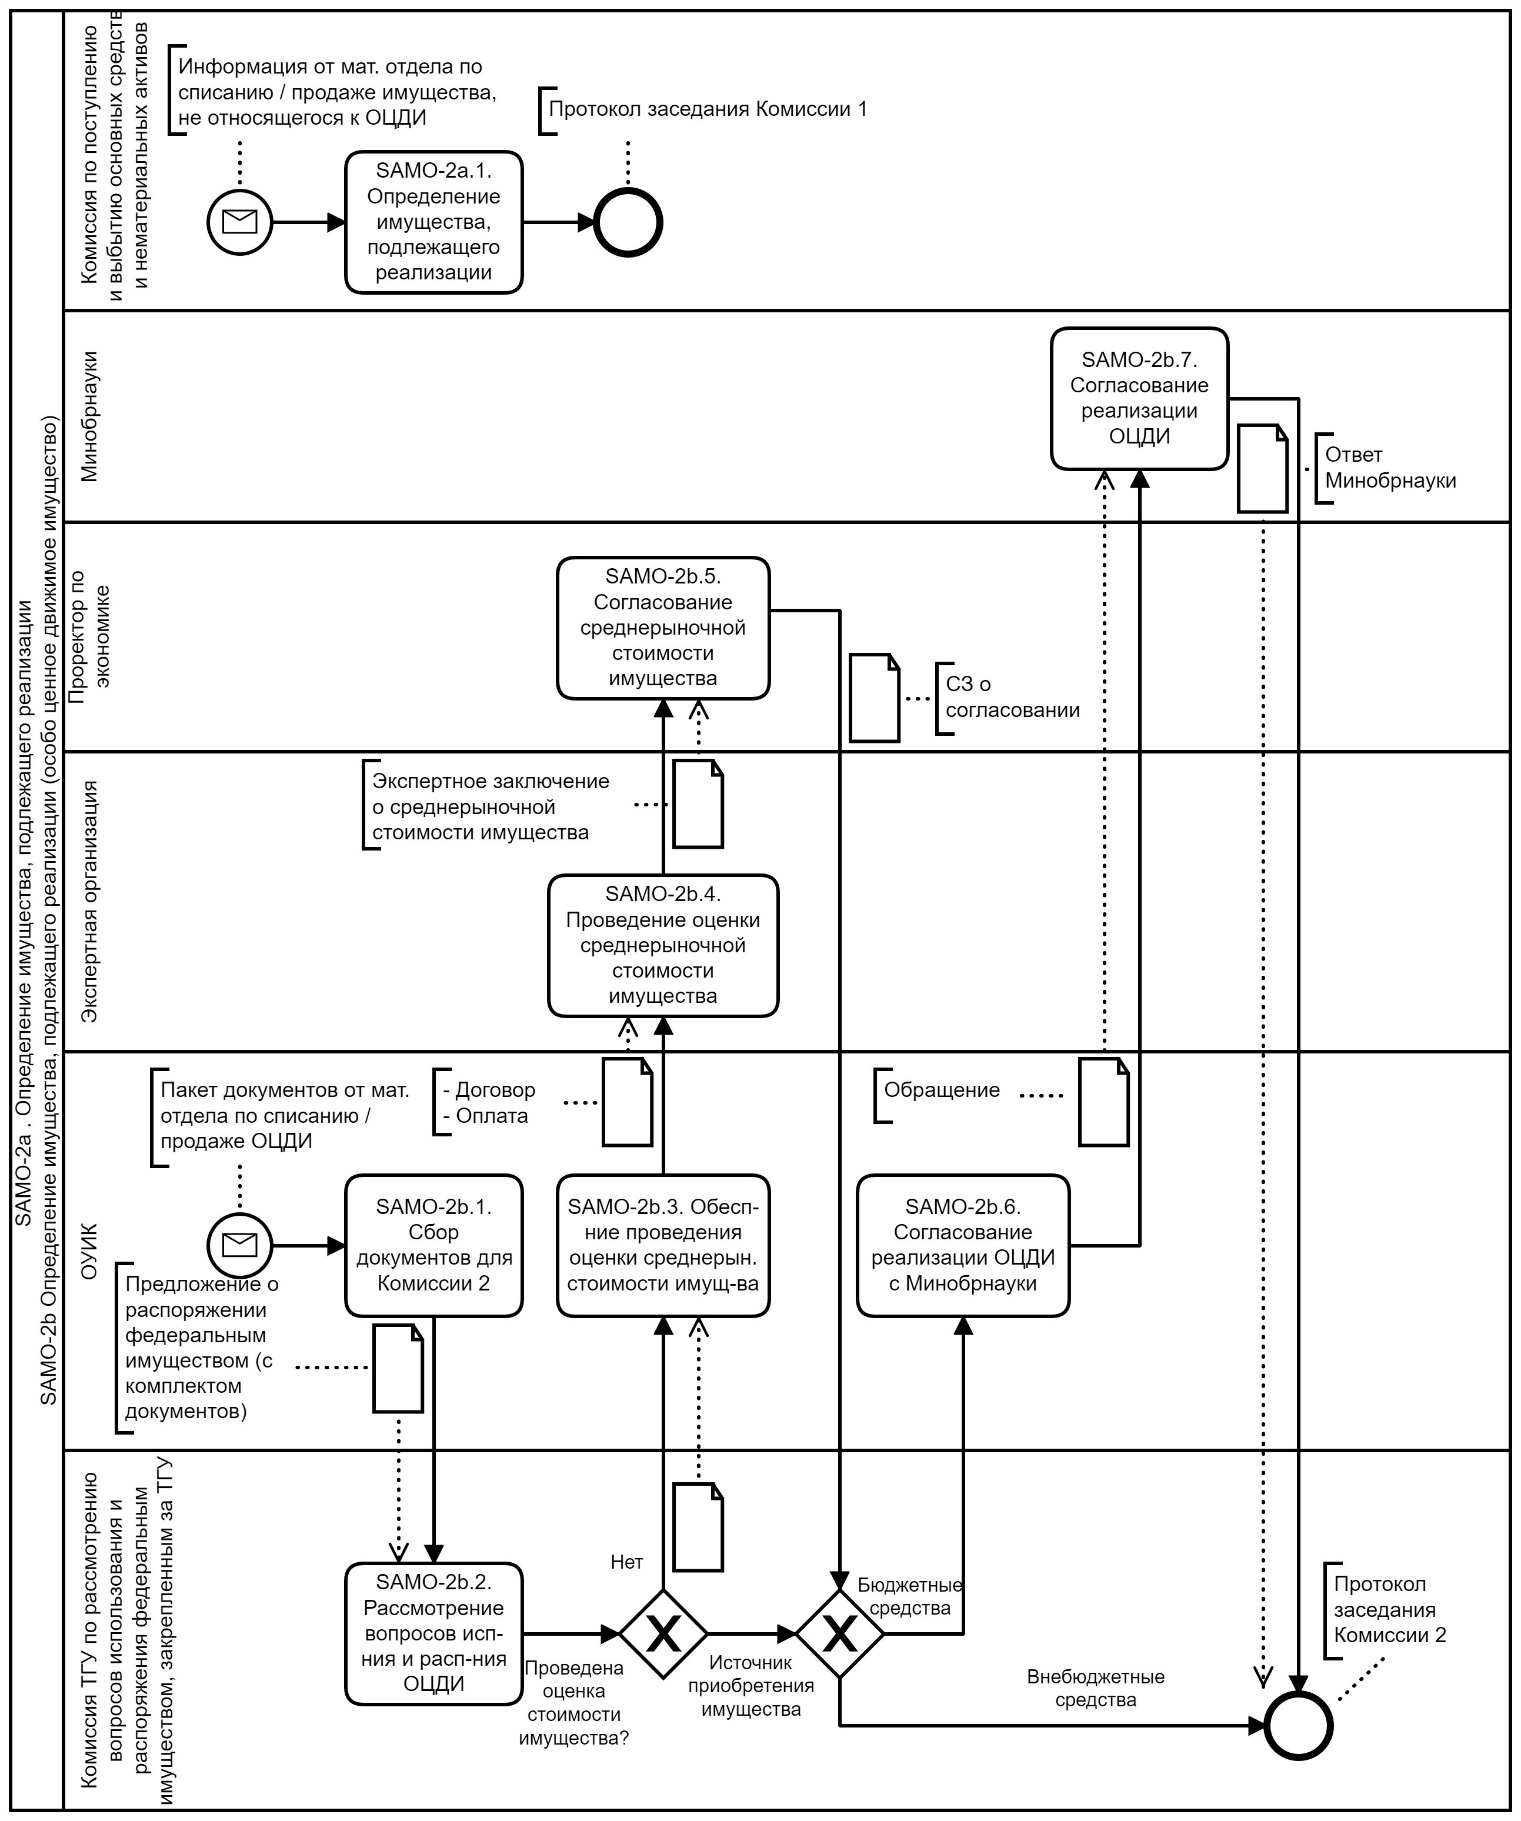 SAMO-2a . Определение имущества, подлежащего реализации
SAMO-2b Определение имущества, подлежащего реализации (особо ценное движимое имущество)
Комиссия по поступлению
и выбытию основных средств
и нематериальных активов
Информация от мат. отдела по
списанию / продаже имущества,
не относящегося к ОЦДИ
Протокол заседания Комиссии 1
SAMO-2a.1.
Определение
имущества,
подлежащего
реализации
Минобрнауки
SAMO-2b.7.
Согласование
реализации
ОЦДИ
Ответ
Минобрнауки
Проректор по
экономике
SAMO-2b.5.
Согласование
среднерыночной
стоимости
имущества
СЗ о
согласовании
Экспертная организация
Экспертное заключение
о среднерыночной
стоимости имущества
SAMO-2b.4.
Проведение оценки
среднерыночной
стоимости
имущества
ОУИК
Пакет документов от мат.
отдела по списанию /
продаже ОЦДИ
- Договор
- Оплата
Обращение
SAMO-2b.1.
Сбор
документов для
Комиссии 2
SAMO-2b.3. Обесп-
ние проведения
оценки среднерын.
стоимости имущ-ва
SAMO-2b.6.
Согласование
реализации ОЦДИ
с Минобрнауки
Предложение о
распоряжении
федеральным
имуществом (с
комплектом
документов)
Комиссия ТГУ по рассмотрению
вопросов использования и
распоряжения федеральным
имуществом, закрепленным за ТГУ
SAMO-2b.2.
Рассмотрение
вопросов исп-
ния и расп-ния
ОЦДИ
Нет
Проведена
оценка
стоимости
имущества?
Источник
приобретения
имущества
Бюджетные
средства
Внебюджетные
средства
Протокол
заседания
Комиссии 2